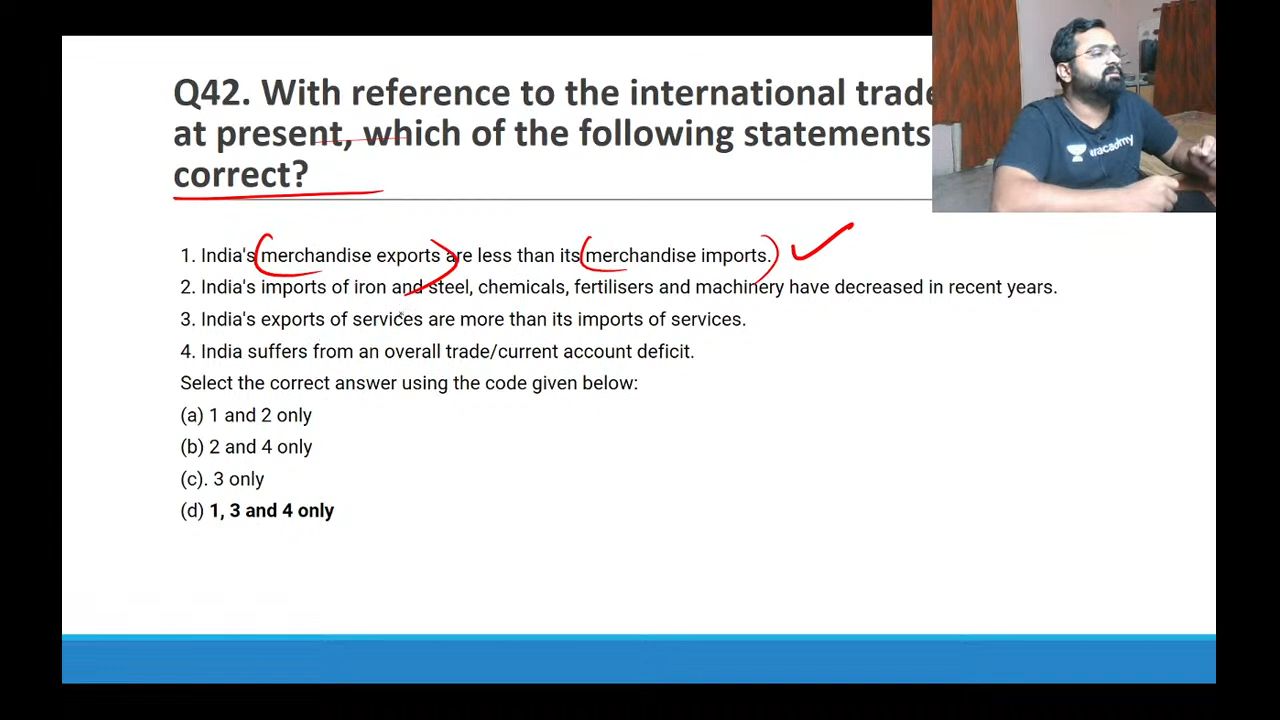 Q42. With reference to the international trade
at present, which of the following statements
correct?
1. India's merchandise exports are less than its merchandise imports.
2. India's imports of iron and steel, chemicals, fertilisers and machinery have decreased in recent years.
3. India's exports of services are more than its imports of services.
4. India suffers from an overall trade/current account deficit.
Select the correct answer using the code given below:
(a) 1 and 2 only
(b) 2 and 4 only
(c). 3 only
(d) 1, 3 and 4 only